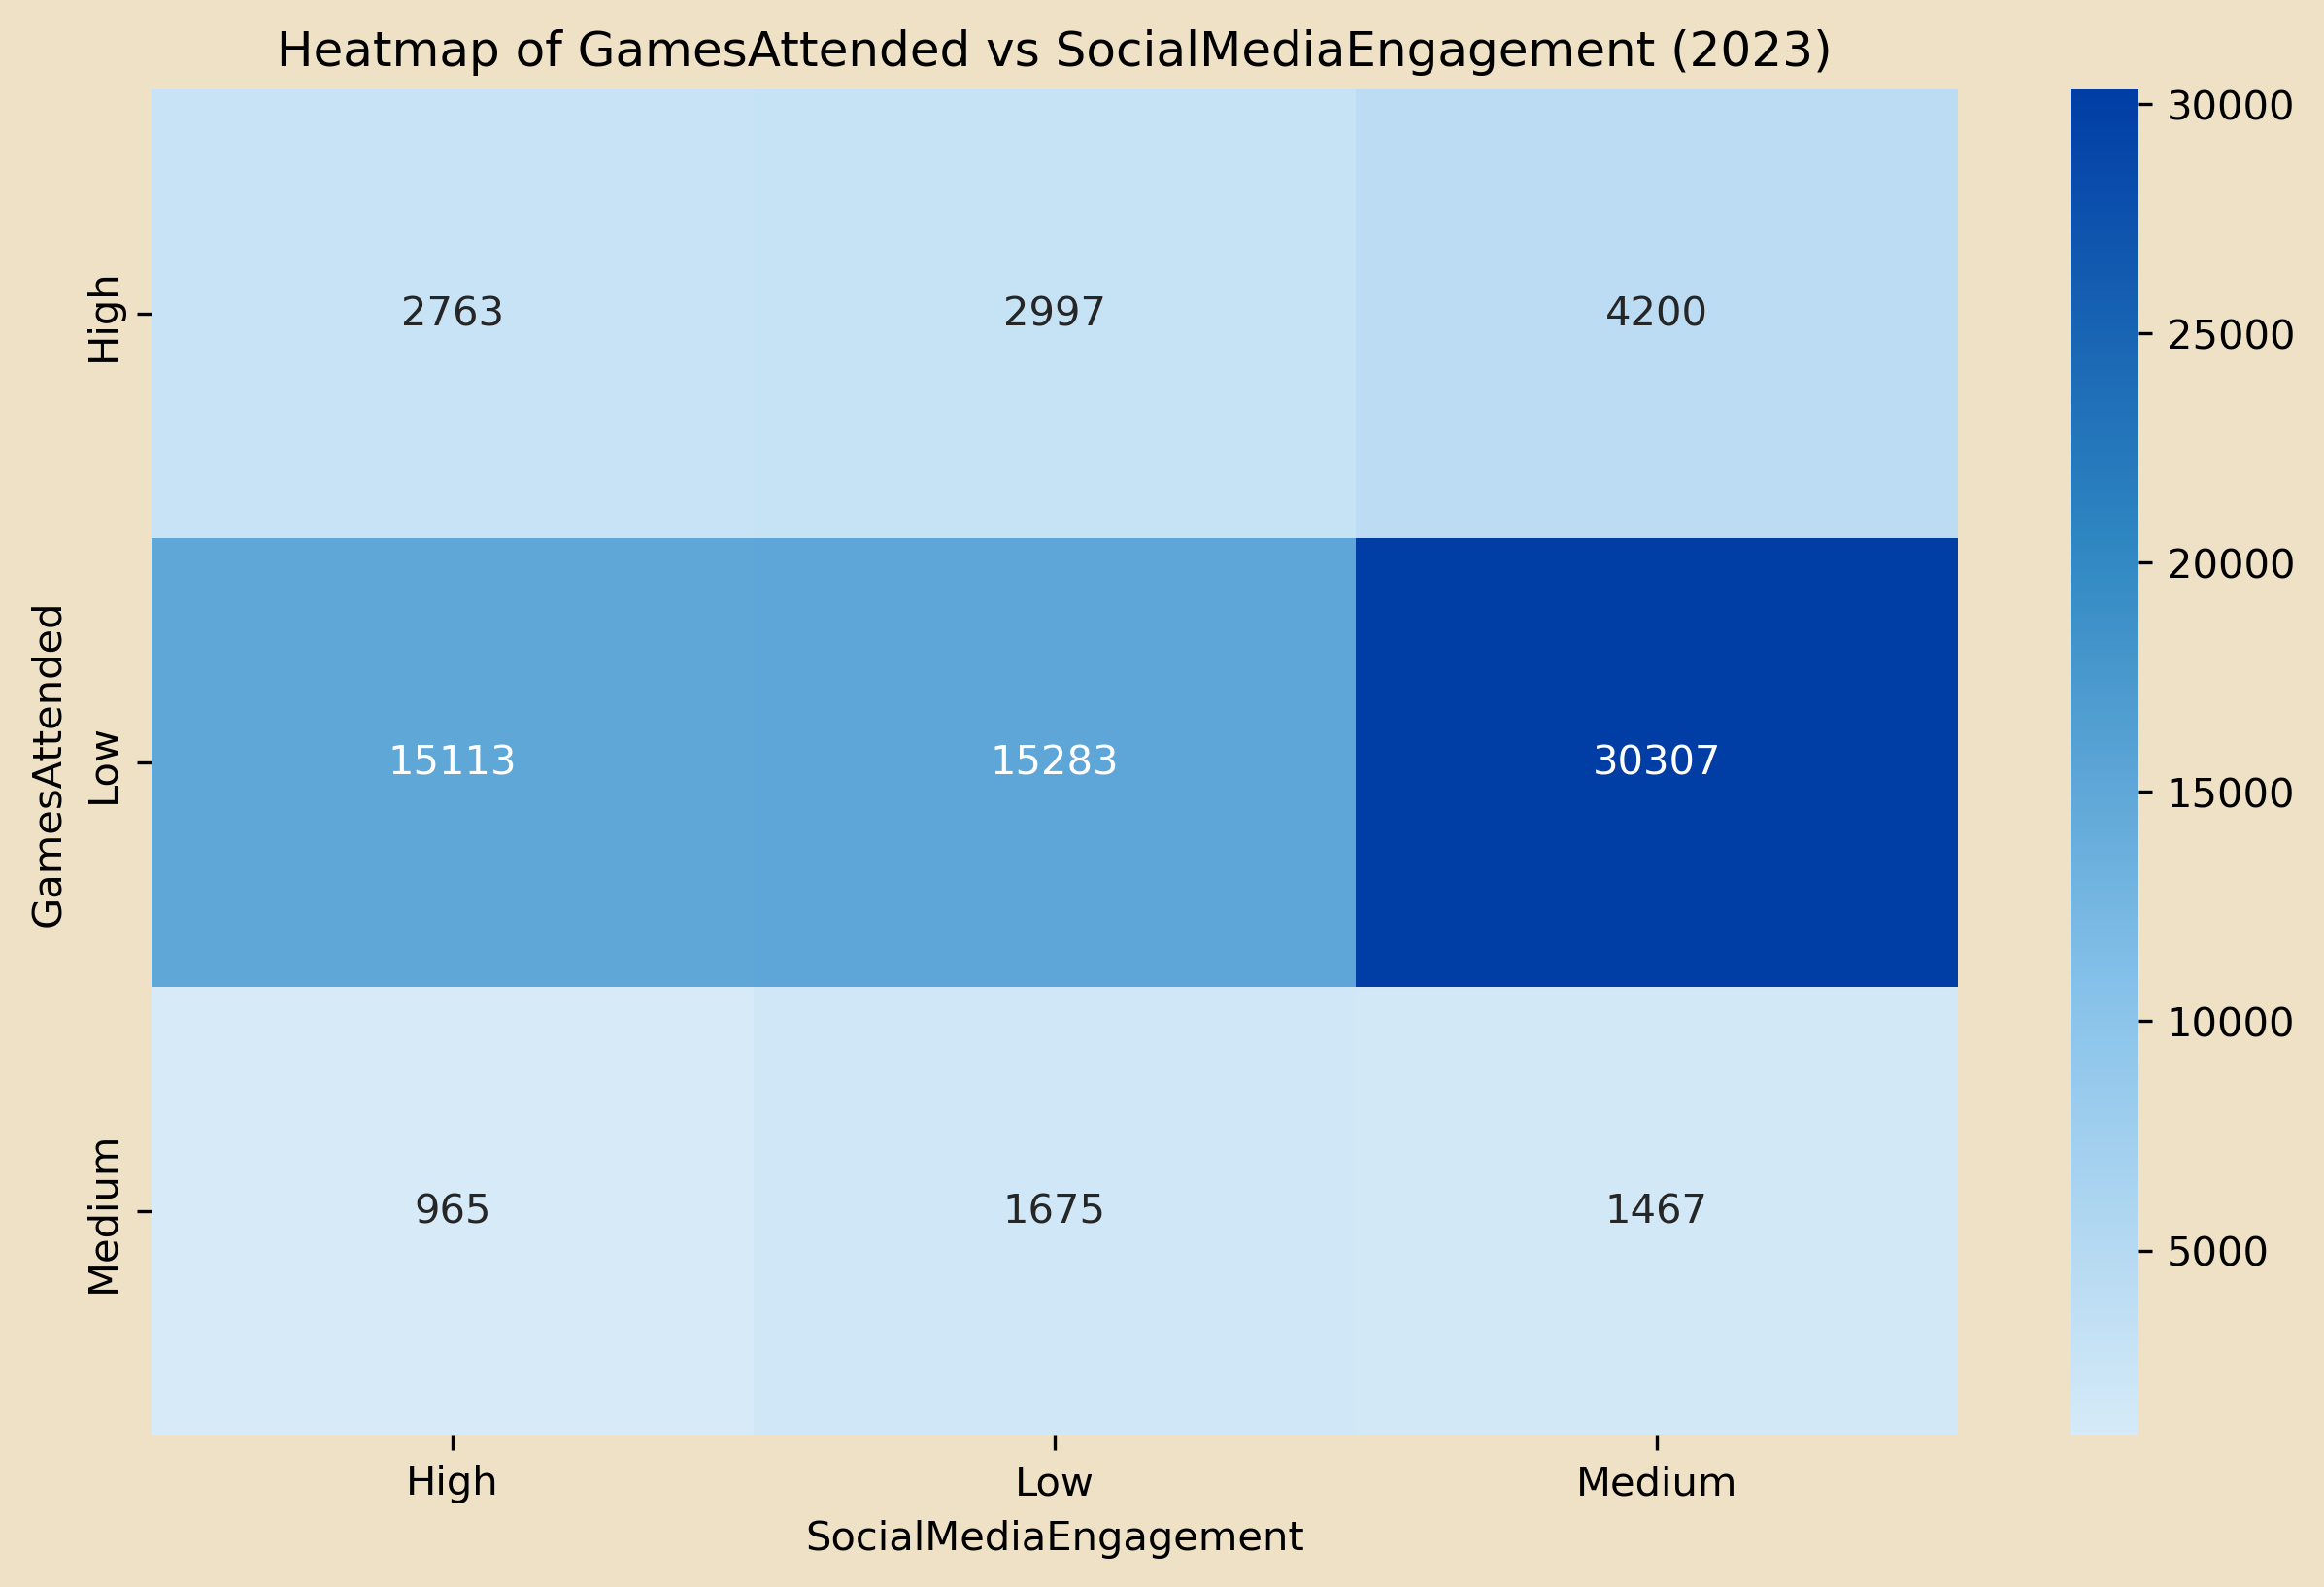 Heatmap of GamesAttended vs SocialMediaEngagement (2023)
GamesAttended
High
2763 2997 4200
Low
15113 15283 30307
Medium
965 1675 1467
High Low Medium
SocialMediaEngagement
30000
25000
20000
15000
10000
5000